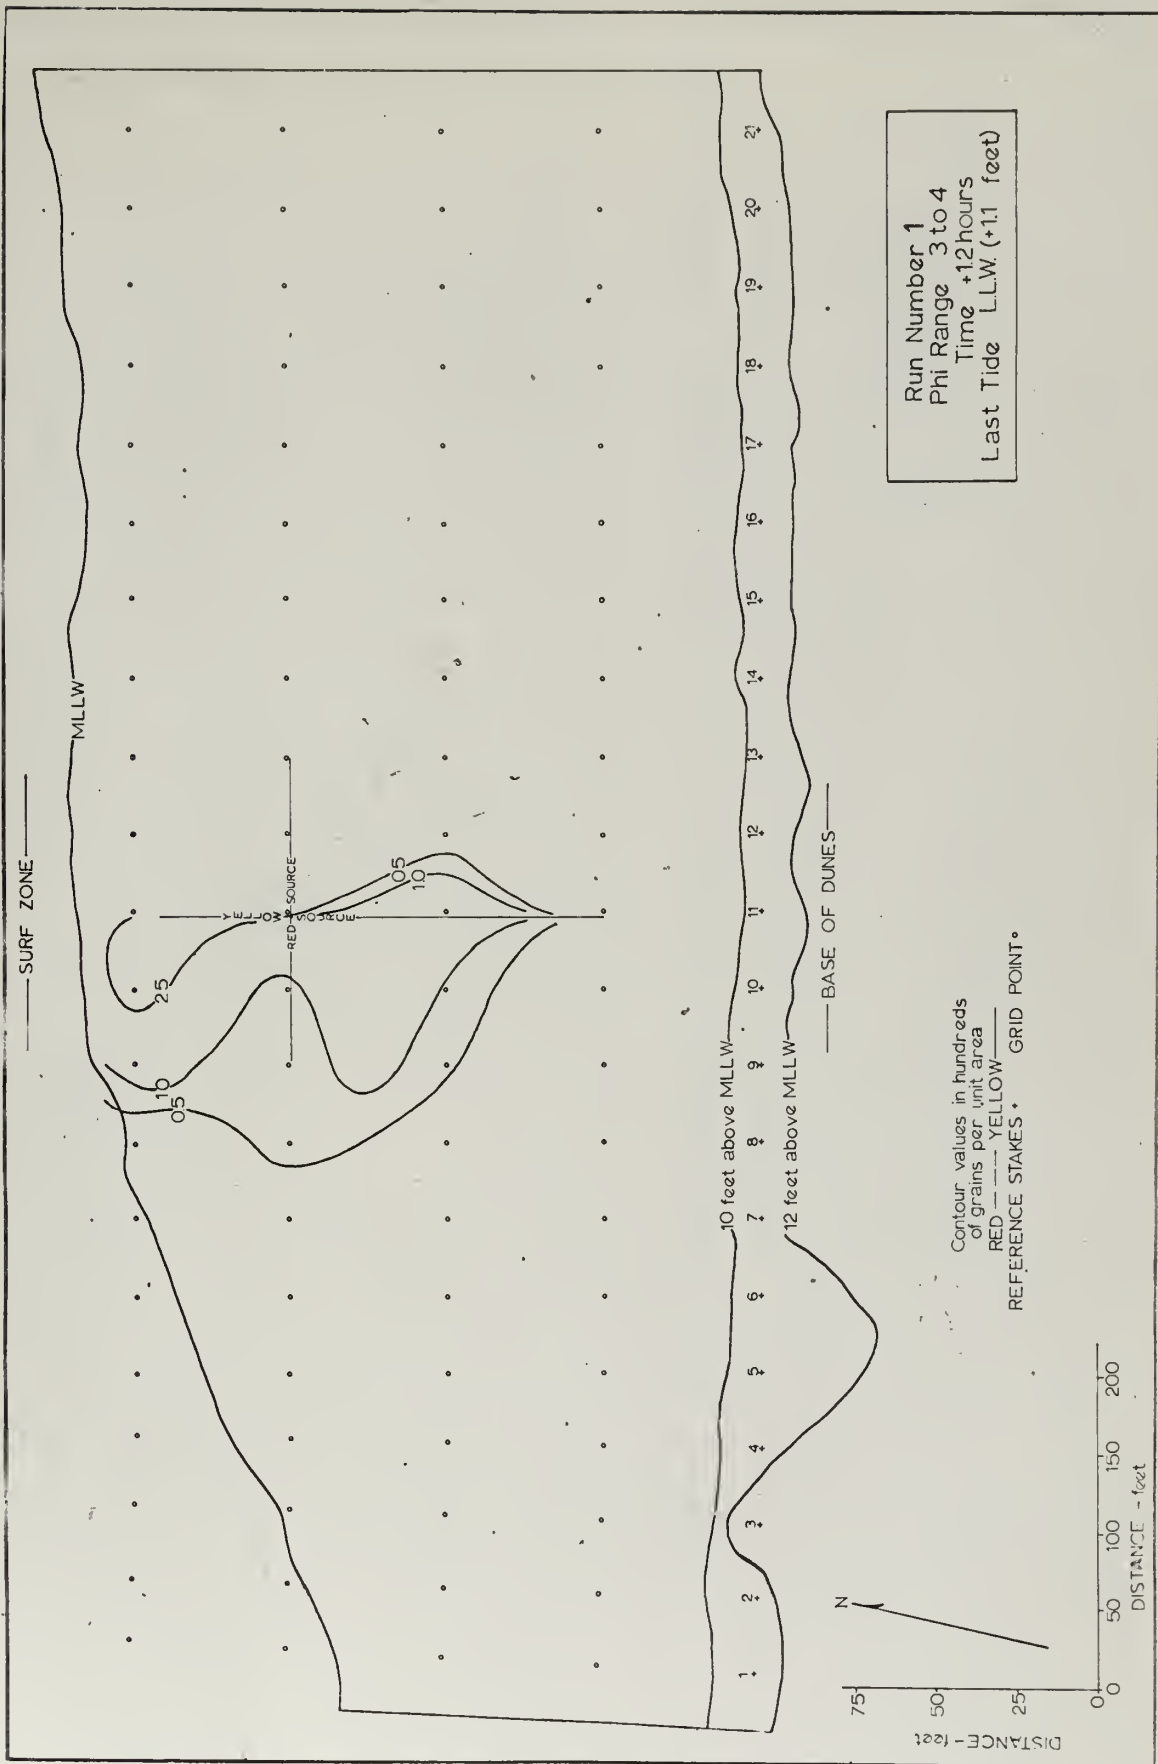 SURF ZONE
MLLW
25
10
05
YELLOW SOURCE
RED SOURCE
05
10
10 feet above MLLW
1 2 3 4 5 6 7 8 9 10 11 12 13 14 15 16 17 18 19 20 21
12 feet above MLLW
BASE OF DUNES
N
75
50
25
0
DISTANCE - feet
0 50 100 150 200
DISTANCE - feet
Contour values in hundreds
of grains per unit area
RED YELLOW
REFERENCE STAKES GRID POINT
Run Number 1
Phi Range 3 to 4
Time +12 hours
Last Tide L.L.W. (+1.1 feet)